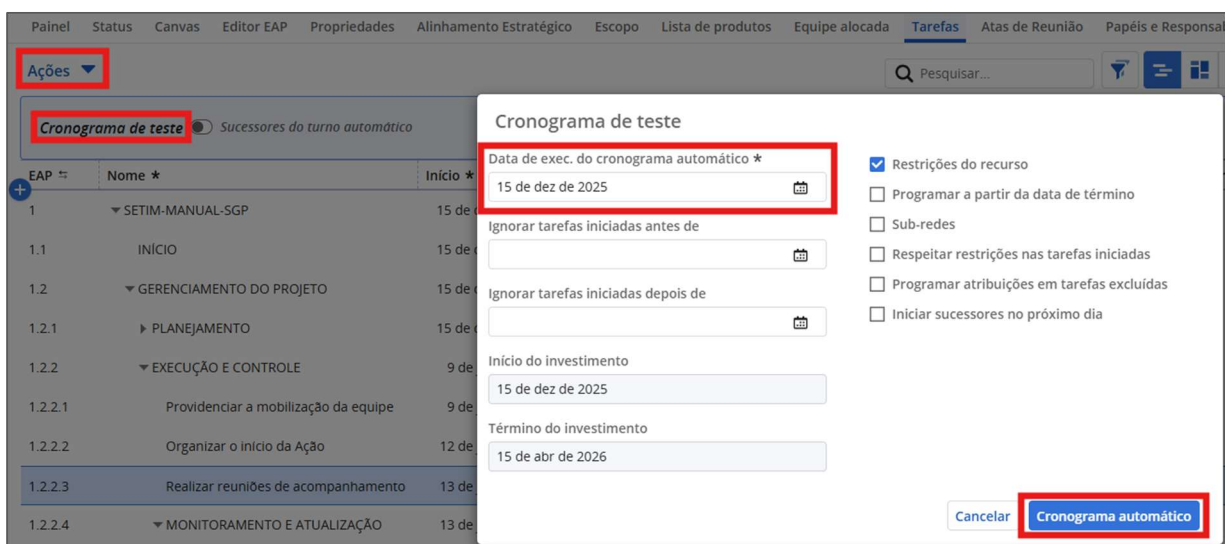 Painel Status Canvas Editor EAP Propriedades Alinhamento Estratégico Escopo Lista de produtos Equipe alocada Tarefas Atas de Reunião Papéis e Responsal
Ações
Pesquisar...
Cronograma de teste Sucessores do turno automático
EAP Nome * Início *
1 SETIM-MANUAL-SGP 15 de
1.1 INÍCIO 15 de
1.2 GERENCIAMENTO DO PROJETO 15 de
1.2.1 PLANEJAMENTO 15 de
1.2.2 EXECUÇÃO E CONTROLE 9 de
1.2.2.1 Providenciar a mobilização da equipe 9 de
1.2.2.2 Organizar o início da Ação 12 de
1.2.2.3 Realizar reuniões de acompanhamento 13 de
1.2.2.4 MONITORAMENTO E ATUALIZAÇÃO 13 de
Cronograma de teste
Data de exec. do cronograma automático *
15 de dez de 2025
Ignorar tarefas iniciadas antes de
Ignorar tarefas iniciadas depois de
Início do investimento
15 de dez de 2025
Término do investimento
15 de abr de 2026
Restrições do recurso
Programar a partir da data de término
Sub-redes
Respeitar restrições nas tarefas iniciadas
Programar atribuições em tarefas excluídas
Iniciar sucessores no próximo dia
Cancelar Cronograma automático